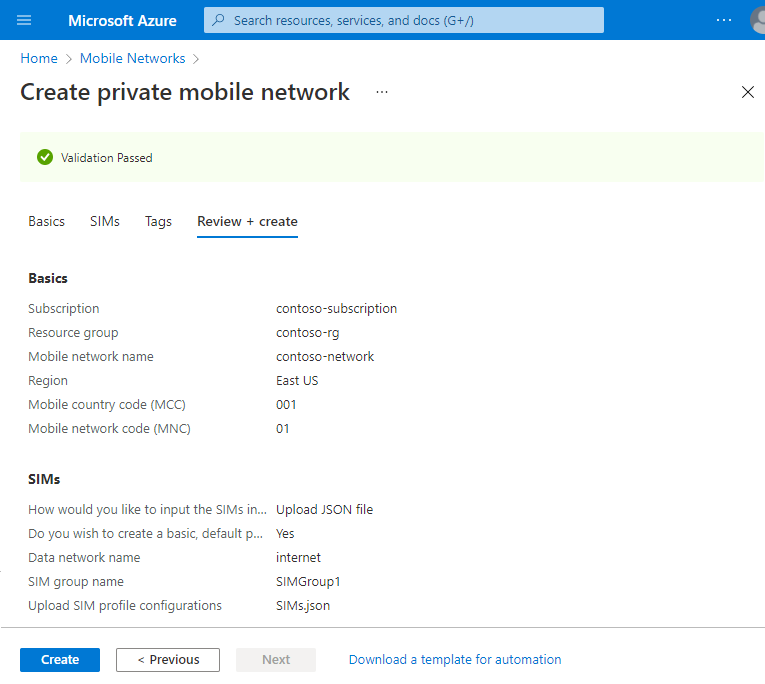 Microsoft Azure
Search resources, services, and docs (G+/)
...
Home > Mobile Networks >
Create private mobile network ...
Validation Passed
Basics SIMs Tags Review + create
Basics
Subscription contoso-subscription
Resource group contoso-rg
Mobile network name contoso-network
Region East US
Mobile country code (MCC) 001
Mobile network code (MNC) 01
SIMs
How would you like to input the SIMs in... Upload JSON file
Do you wish to create a basic, default p... Yes
Data network name internet
SIM group name SIMGroup1
Upload SIM profile configurations SIMs.json
Create < Previous Next Download a template for automation